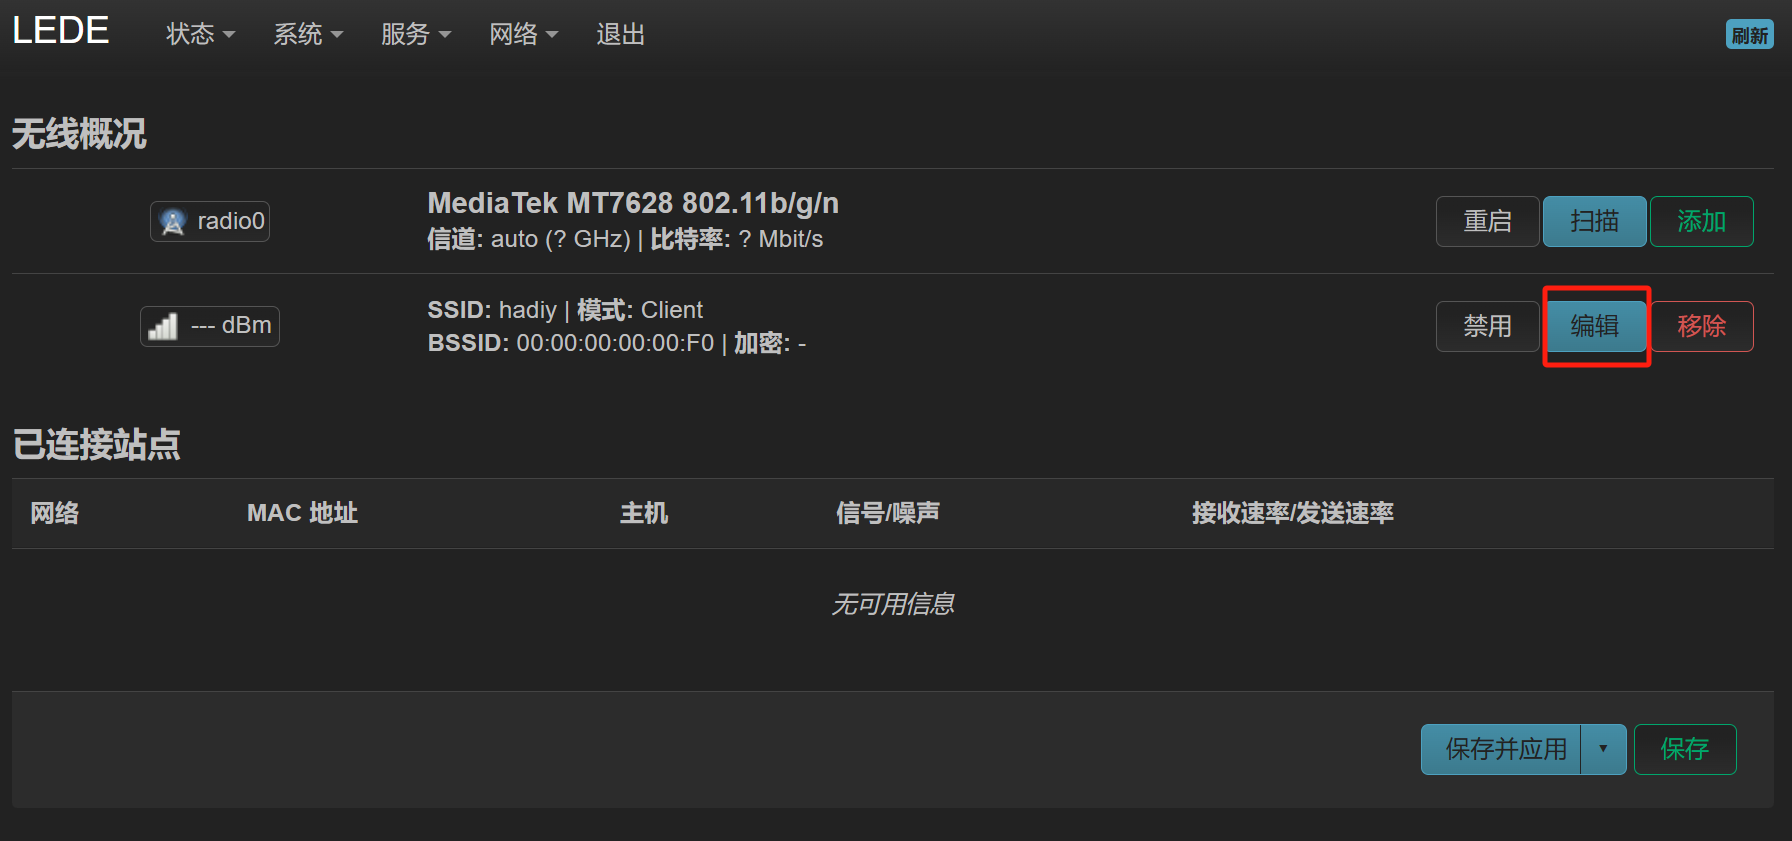 LEDE 状态 系统 服务 网络 退出 刷新
无线概况
radio0
MediaTek MT7628 802.11b/g/n
信道: auto (? GHz) | 比特率: ? Mbit/s
重启 扫描 添加
--- dBm
SSID: hadiy | 模式: Client
BSSID: 00:00:00:00:00:F0 | 加密: -
禁用 编辑 移除
已连接站点
网络 MAC 地址 主机 信号/噪声 接收速率/发送速率
无可用信息
保存并应用 保存